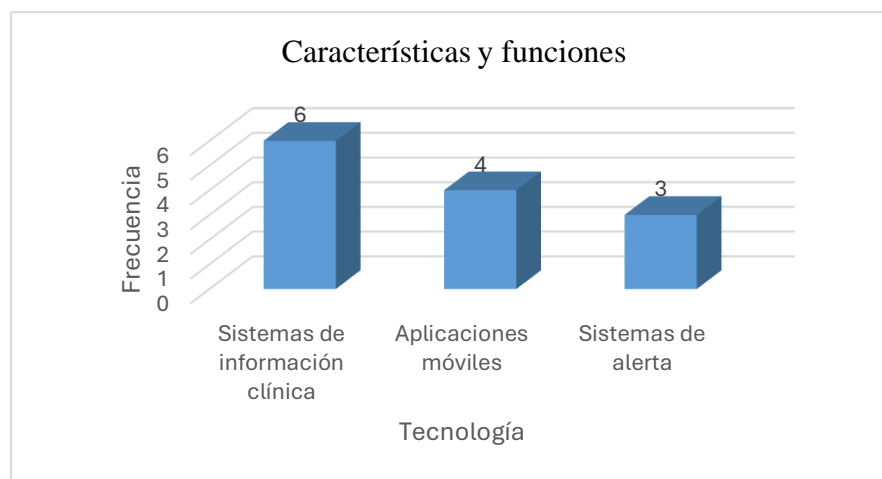 Características y funciones
6
4
3
6
5
4
3
2
1
0
Frecuencia
Sistemas de
información
clínica
Aplicaciones
móviles
Sistemas de
alerta
Tecnología